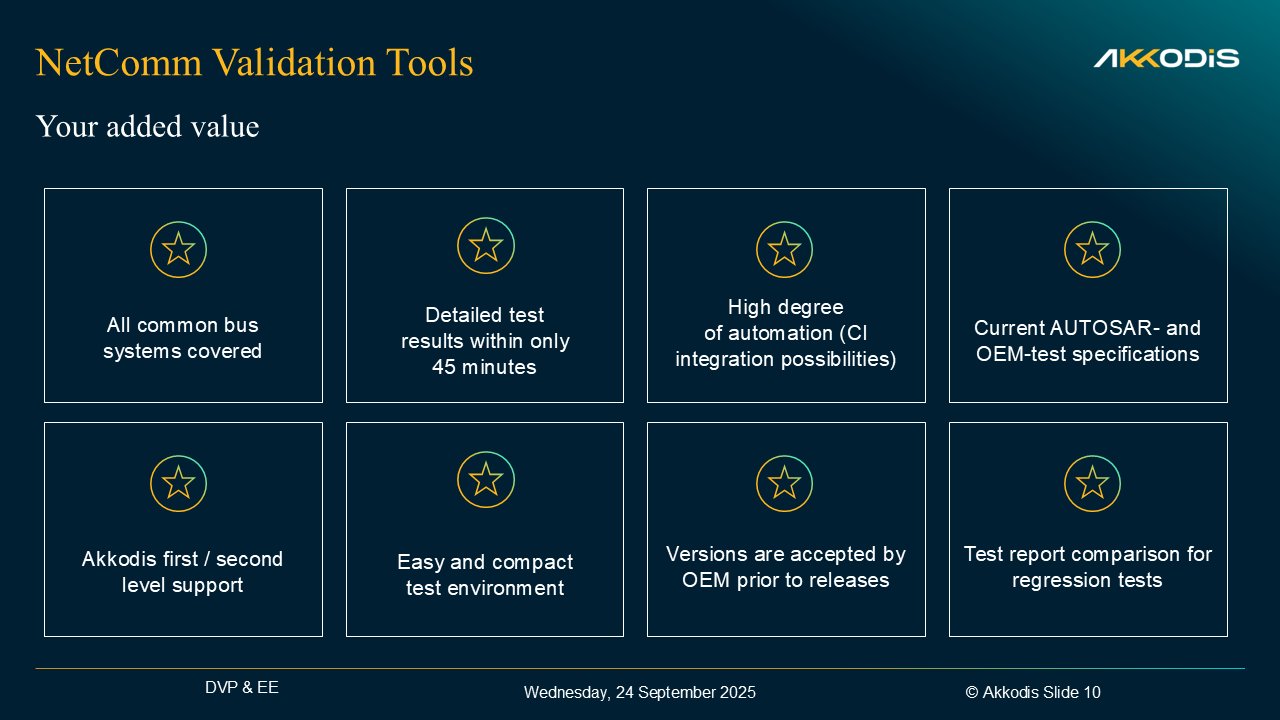 NetComm Validation Tools
AKKODiS
Your added value
All common bus
systems covered
Detailed test
results within only
45 minutes
High degree
of automation (CI
integration possibilities)
Current AUTOSAR- and
OEM-test specifications
Akkodis first / second
level support
Easy and compact
test environment
Versions are accepted by
OEM prior to releases
Test report comparison for
regression tests
DVP & EE
Wednesday, 24 September 2025
© Akkodis Slide 10